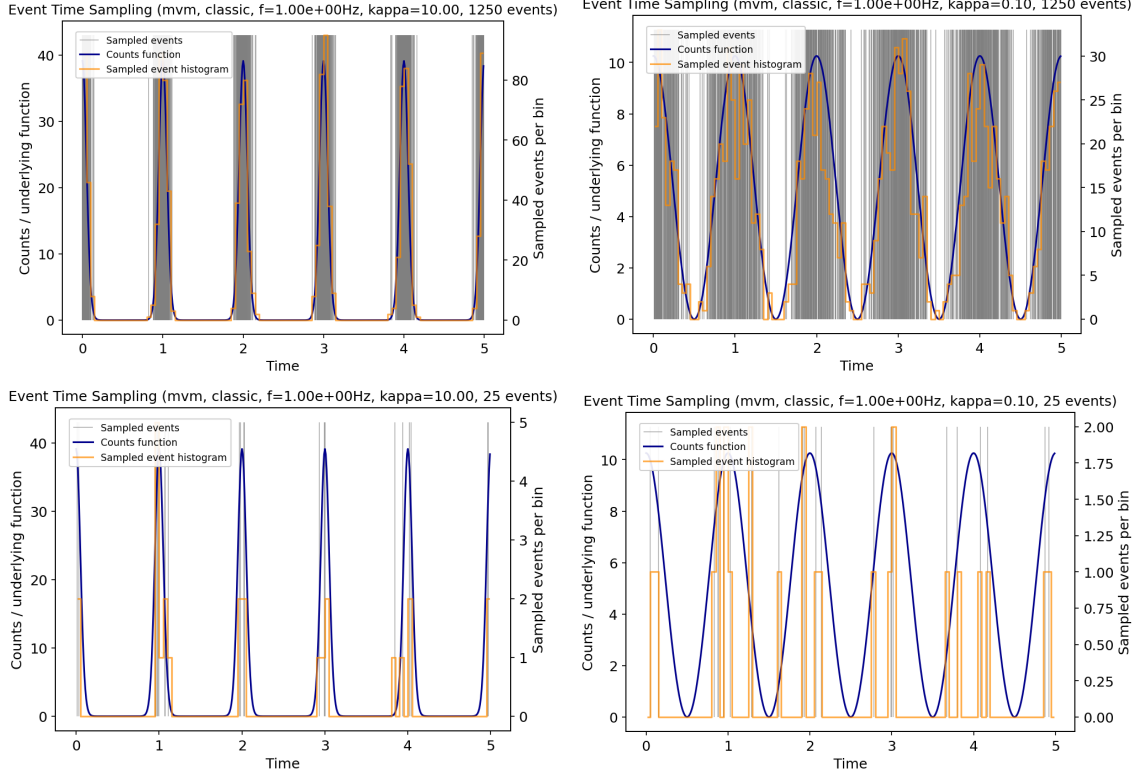 Event Time Sampling (mvm, classic, f=1.00e+00Hz, kappa=10.00, 1250 events)
Sampled events
Counts function
Sampled event histogram
Counts / underlying function
0
10
20
30
40
Sampled events per bin
0
20
40
60
80
0 1 2 3 4 5
Time
Event Time Sampling (mvm, classic, f=1.00e+00Hz, kappa=0.10, 1250 events)
Sampled events
Counts function
Sampled event histogram
Counts / underlying function
0
2
4
6
8
10
Sampled events per bin
0
5
10
15
20
25
30
0 1 2 3 4 5
Time
Event Time Sampling (mvm, classic, f=1.00e+00Hz, kappa=10.00, 25 events)
Sampled events
Counts function
Sampled event histogram
Counts / underlying function
0
10
20
30
40
Sampled events per bin
0
1
2
3
4
5
0 1 2 3 4 5
Time
Event Time Sampling (mvm, classic, f=1.00e+00Hz, kappa=0.10, 25 events)
Sampled events
Counts function
Sampled event histogram
Counts / underlying function
0
2
4
6
8
10
Sampled events per bin
0.00
0.25
0.50
0.75
1.00
1.25
1.50
1.75
2.00
0 1 2 3 4 5
Time